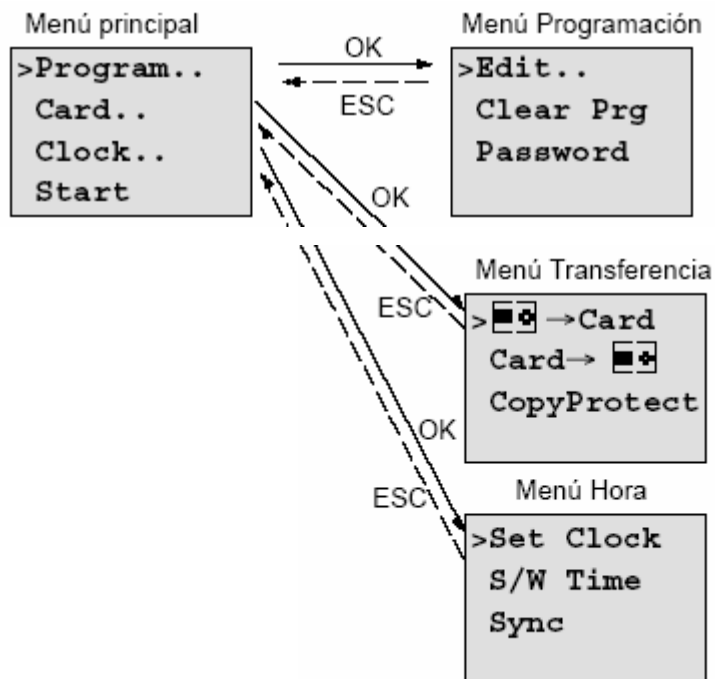 Menú principal
>Program..
Card..
Clock..
Start
OK
ESC
Menú Programación
>Edit..
Clear Prg
Password
OK
ESC
Menú Transferencia
> →Card
Card→
CopyProtect
OK
ESC
Menú Hora
>Set Clock
S/W Time
Sync